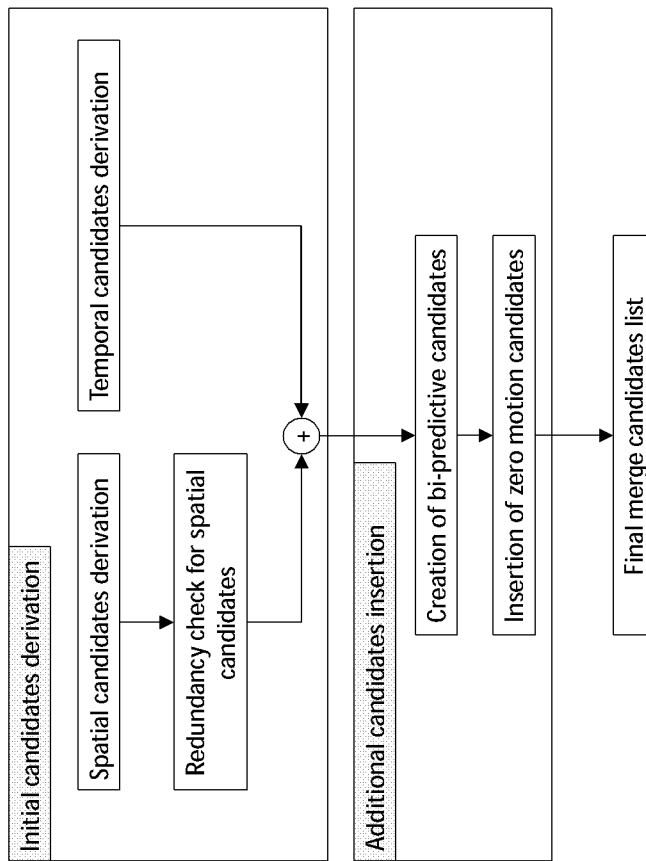 Initial candidates derivation
Spatial candidates derivation
Temporal candidates derivation
Redundancy check for spatial
candidates
+
Additional candidates insertion
Creation of bi-predictive candidates
Insertion of zero motion candidates
Final merge candidates list